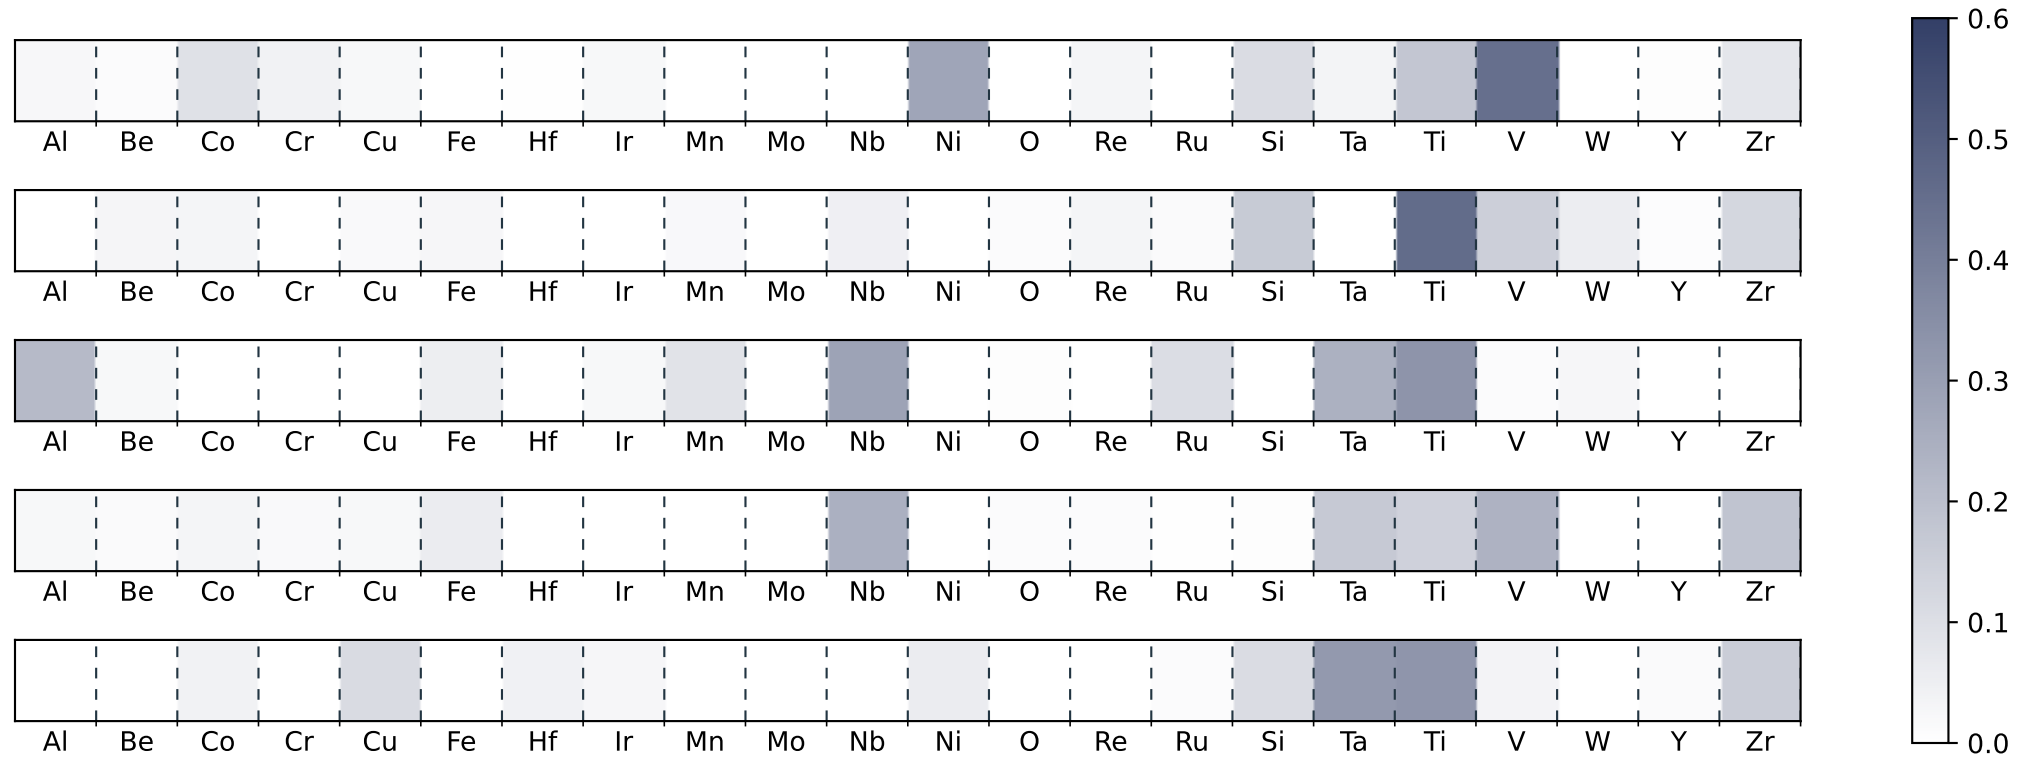 Al Be Co Cr Cu Fe Hf Ir Mn Mo Nb Ni O Re Ru Si Ta Ti V W Y Zr
Al Be Co Cr Cu Fe Hf Ir Mn Mo Nb Ni O Re Ru Si Ta Ti V W Y Zr
Al Be Co Cr Cu Fe Hf Ir Mn Mo Nb Ni O Re Ru Si Ta Ti V W Y Zr
Al Be Co Cr Cu Fe Hf Ir Mn Mo Nb Ni O Re Ru Si Ta Ti V W Y Zr
Al Be Co Cr Cu Fe Hf Ir Mn Mo Nb Ni O Re Ru Si Ta Ti V W Y Zr
0.6
0.5
0.4
0.3
0.2
0.1
0.0